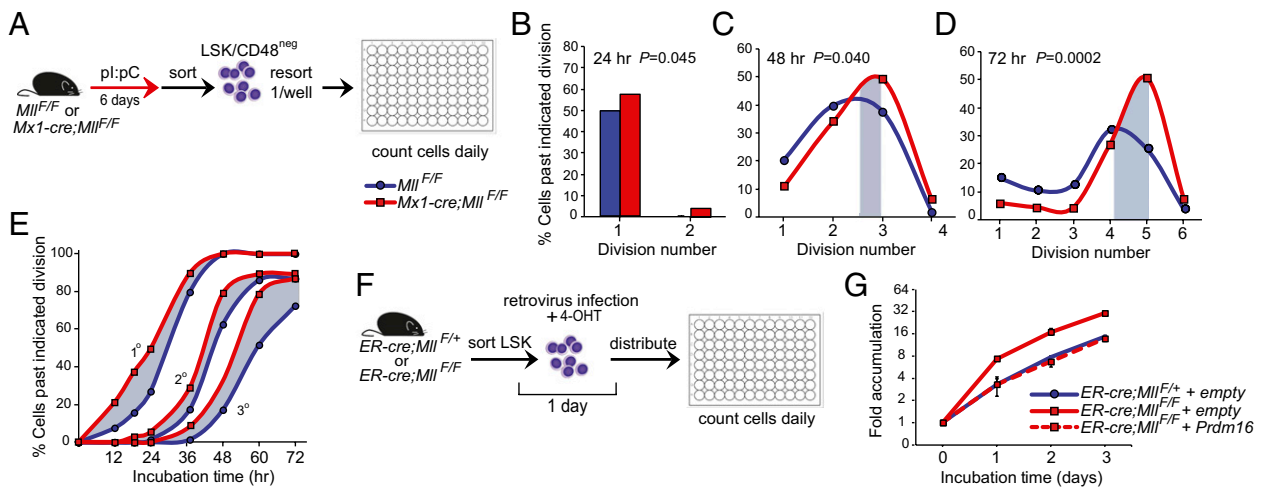 A
Mll^F/F or
Mx1-cre;Mll^F/F
pI:pC
6 days
sort
LSK/CD48^neg
resort
1/well
count cells daily
Mll^F/F
Mx1-cre;Mll^F/F
B
24 hr P=0.045
% Cells past indicated division
80
70
60
50
40
30
20
10
0
1 2
Division number
C
48 hr P=0.040
60
50
40
30
20
10
0
1 2 3 4
Division number
D
72 hr P=0.0002
60
50
40
30
20
10
0
1 2 3 4 5 6
Division number
E
% Cells past indicated division
100
80
60
40
20
0
1°
2°
3°
12 24 36 48 60 72
Incubation time (hr)
F
ER-cre;Mll^F/+
or
ER-cre;Mll^F/F
sort LSK
retrovirus infection
+4-OHT
1 day
distribute
count cells daily
G
Fold accumulation
64
32
16
8
4
2
1
0
ER-cre;Mll^F/+ + empty
ER-cre;Mll^F/F + empty
ER-cre;Mll^F/F + Prdm16
0 1 2 3
Incubation time (days)